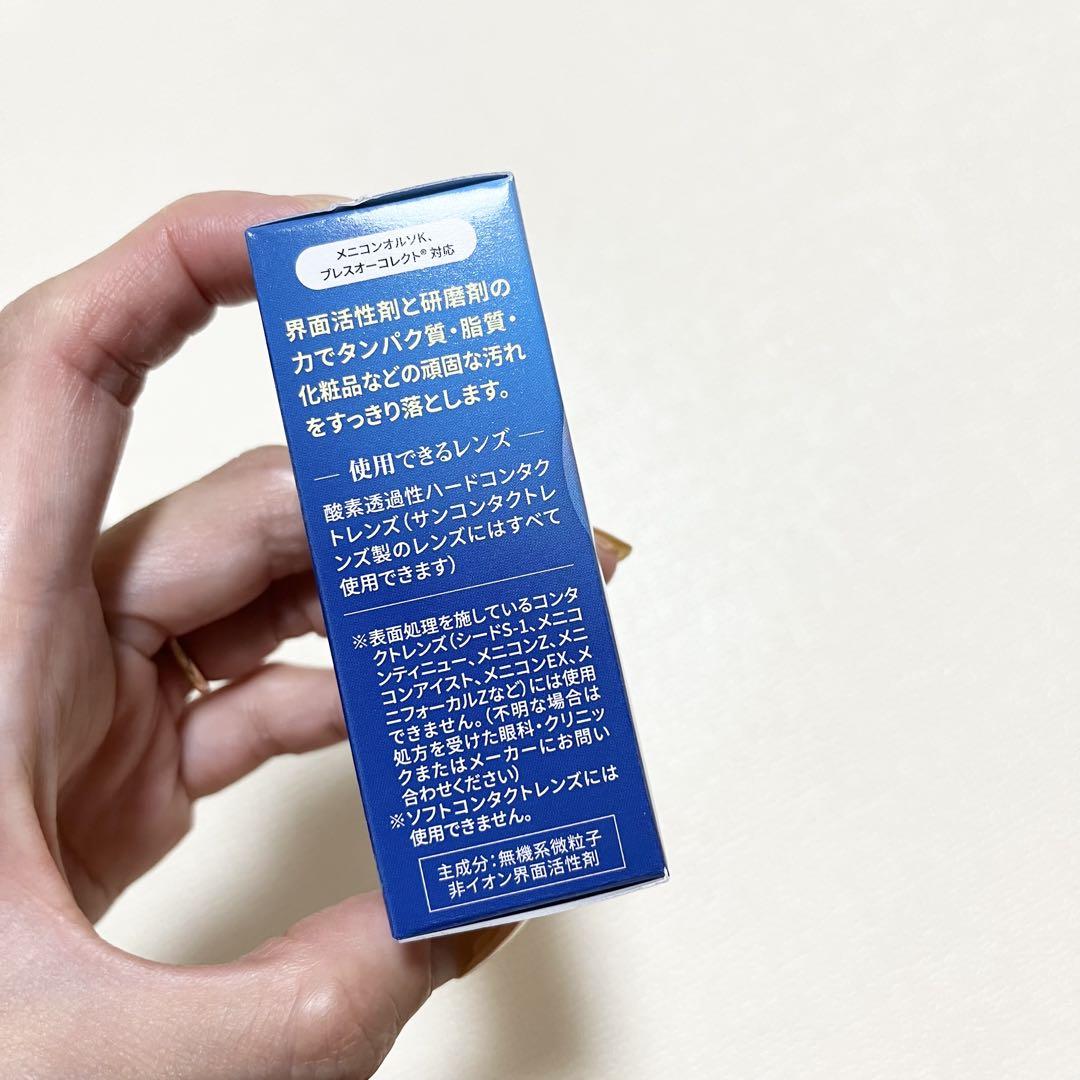 メニコンオルソK、
ブレスオーコレクト®対応
界面活性剤と研磨剤の
力でタンパク質・脂質・
化粧品などの頑固な汚れ
をすっきり落とします。
使用できるレンズ
酸素透過性ハードコンタク
トレンズ(サンコンタクトレ
ンズ製のレンズにはすべて
使用できます)
※表面処理を施しているコンタ
クトレンズ(シードS-1、メニコ
ンティニュー、メニコンZ、メニ
コンアイスト、メニコンEX、メ
ニフォーカルZなど)には使用
できません。(不明な場合は
処方を受けた眼科・クリニッ
クまたはメーカーにお問い
合わせください)
※ソフトコンタクトレンズには
使用できません。
主成分:無機系微粒子
非イオン界面活性剤